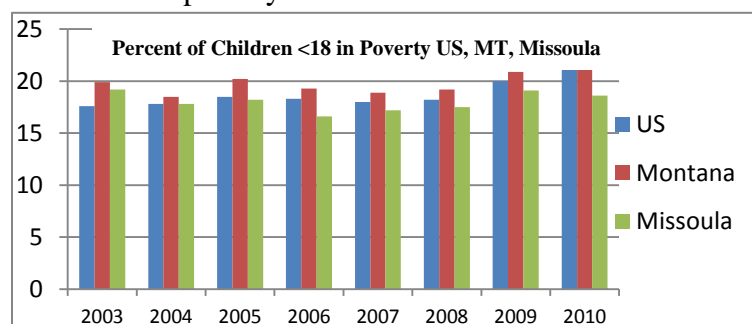 25
Percent of Children <18 in Poverty US, MT, Missoula
20
15
10
5
0
2003 2004 2005 2006 2007 2008 2009 2010
US
Montana
Missoula